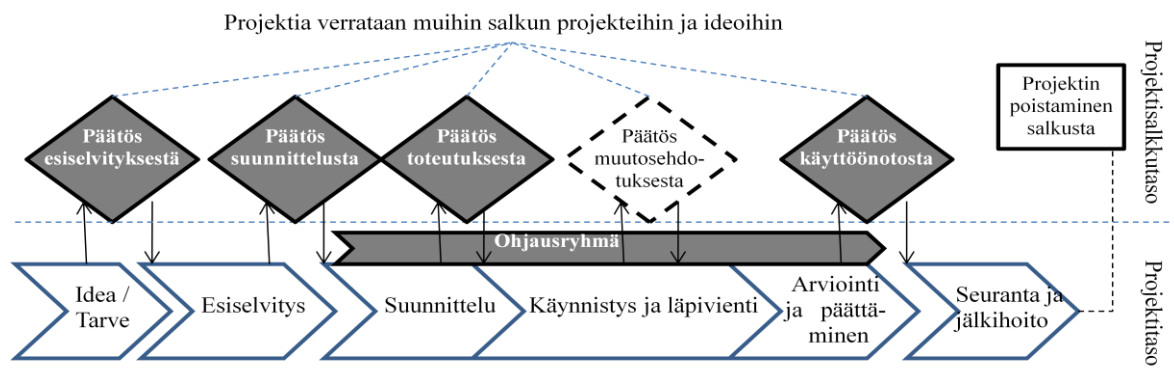 Projektia verrataan muihin salkun projekteihin ja ideoihin
Projektisalkkutaso
Projektin
poistaminen
salkusta
Päätös
esiselvityksestä
Päätös
suunnittelusta
Päätös
toteutuksesta
Päätös
muutosehdo-
tuksesta
Päätös
käyttöönotosta
Ohjausryhmä
Idea /
Tarve
Esiselvitys
Suunnittelu
Käynnistys ja läpivienti
Arviointi
ja päättä-
minen
Seuranta ja
jälkihoito
Projektitaso